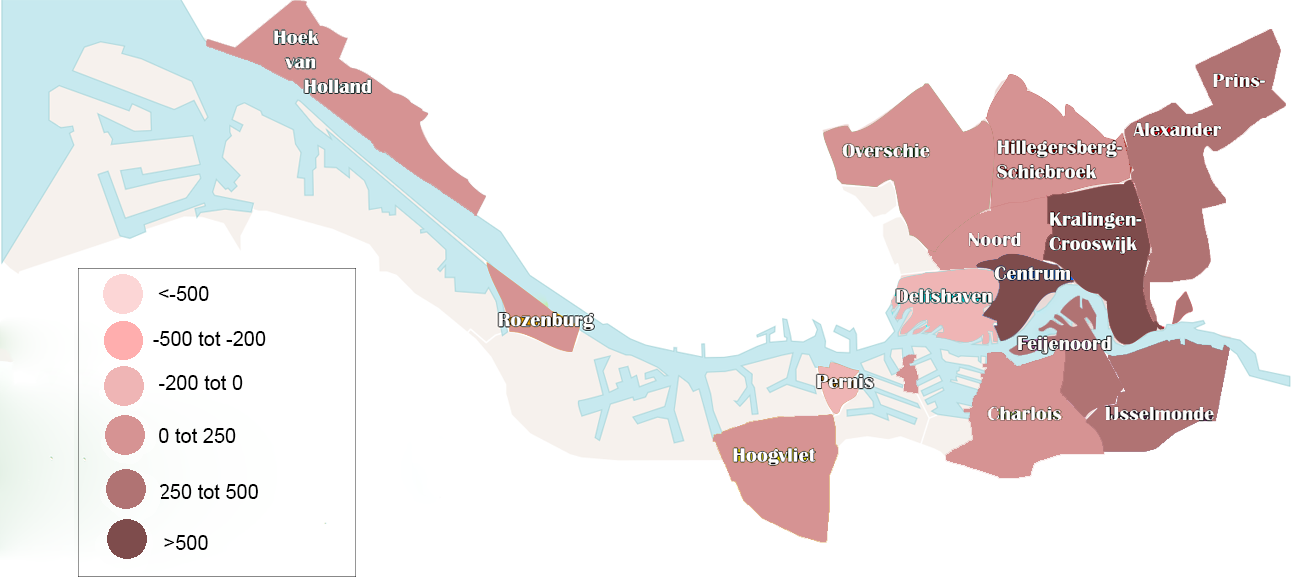 Hoek
van
Holland
Prins-
Alexander
Overschie
Hillegersberg-
Schiebroek
Kralingen-
Crooswijk
Noord
Centrum
Delfshaven
Rozenburg
Feijenoord
Pernis
Charlois
IJsselmonde
Hoogvliet
<-500
-500 tot -200
-200 tot 0
0 tot 250
250 tot 500
>500